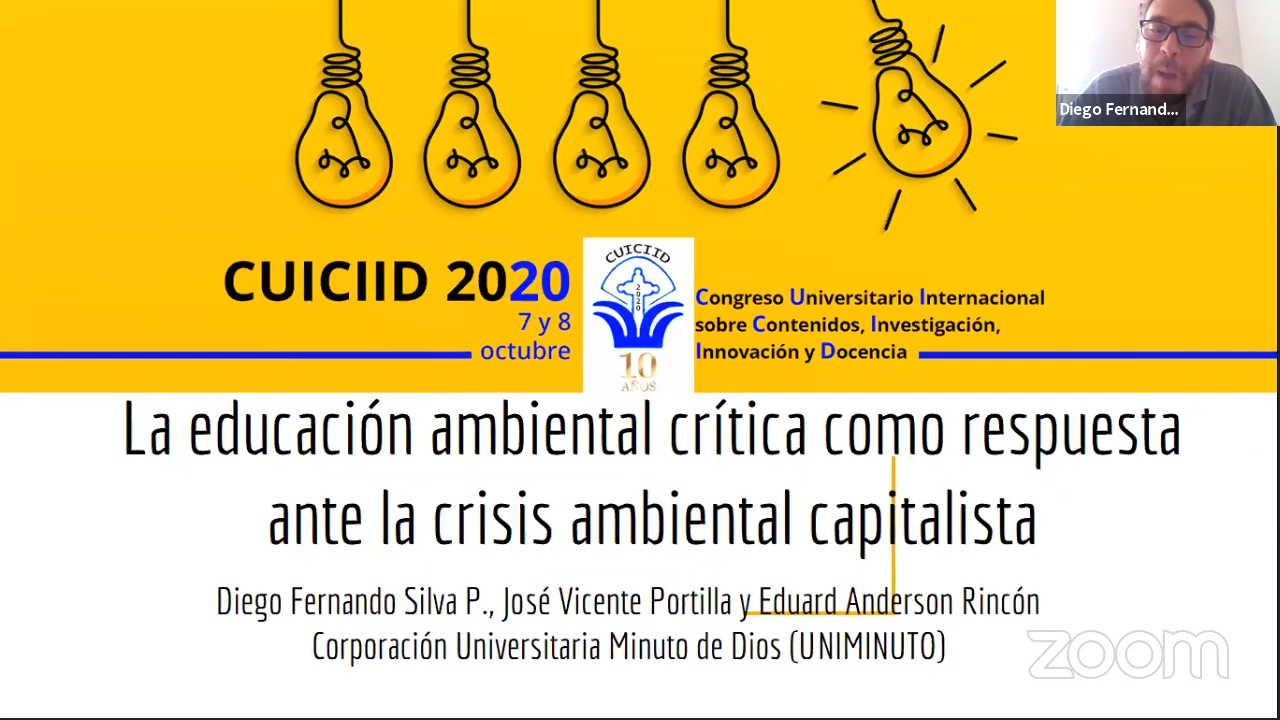 Diego Fernand...
CUICIID 2020
7 y 8
octubre
CUICIID
2020
10
AÑOS
Congreso Universitario Internacional
sobre Contenidos, Investigación,
Innovación y Docencia
La educación ambiental crítica como respuesta
ante la crisis ambiental capitalista
Diego Fernando Silva P., José Vicente Portilla y Eduard Anderson Rincón
Corporación Universitaria Minuto de Dios (UNIMINUTO)
zoom